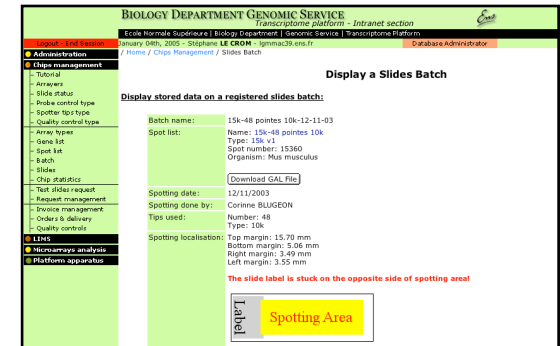 BIOLOGY DEPARTMENT GENOMIC SERVICE
Transcriptome platform - Intranet section
Ens
Ecole Normale Supérieure | Biology Department | Genomic Service | Transcriptome Platform
Logout - End Session
January 04th, 2005 - Stéphane LE CROM - lgmmac39.ens.fr
Database Administrator
/ Home / Chips Management / Slides Batch
Administration
Chips management
– Tutorial
– Arrayers
– Slide status
– Probe control type
– Spotter tips type
– Quality control type
– Array types
– Gene list
– Spot list
– Batch
– Slides
– Chip statistics
– Test slides request
– Request management
– Invoice management
– Orders & delivery
– Quality controls
LIMS
Microarrays analysis
Platform apparatus
Display a Slides Batch
Display stored data on a registered slides batch:
Batch name: 15k-48 pointes 10k-12-11-03
Spot list: Name: 15k-48 pointes 10k
Type: 15k v1
Spot number: 15360
Organism: Mus musculus
Download GAL File
Spotting date: 12/11/2003
Spotting done by: Corinne BLUGEON
Tips used: Number: 48
Type: 10k
Spotting localisation: Top margin: 15.70 mm
Bottom margin: 5.06 mm
Right margin: 3.49 mm
Left margin: 3.55 mm
The slide label is stuck on the opposite side of spotting area!
Label
Spotting Area